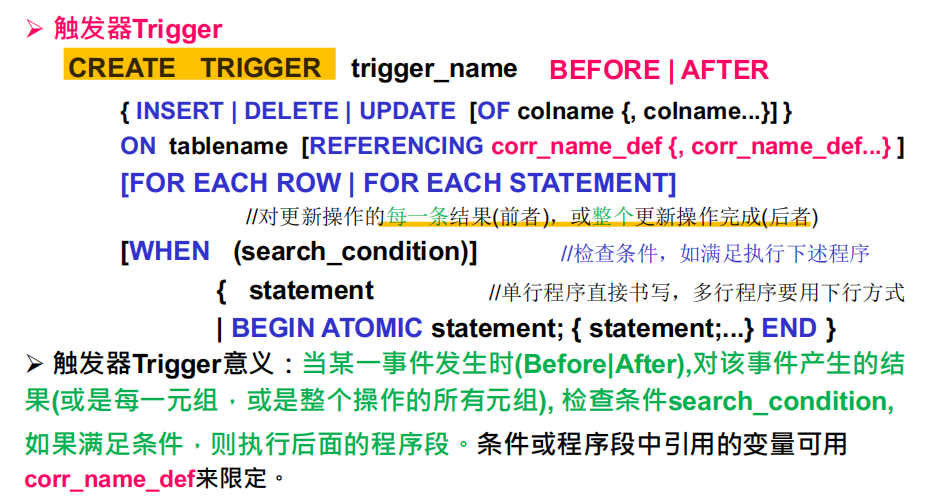 ➢ 触发器Trigger
CREATE TRIGGER trigger_name BEFORE | AFTER
{ INSERT | DELETE | UPDATE [OF colname {, colname...}] }
ON tablename [REFERENCING corr_name_def {, corr_name_def...} ]
[FOR EACH ROW | FOR EACH STATEMENT]
//对更新操作的每一条结果(前者)，或整个更新操作完成(后者)
[WHEN (search_condition)] //检查条件，如满足执行下述程序
{ statement //单行程序直接书写，多行程序要用下行方式
| BEGIN ATOMIC statement; { statement;...} END }
➢ 触发器Trigger意义：当某一事件发生时(Before|After),对该事件产生的结
果(或是每一元组，或是整个操作的所有元组), 检查条件search_condition,
如果满足条件，则执行后面的程序段。条件或程序段中引用的变量可用
corr_name_def来限定。